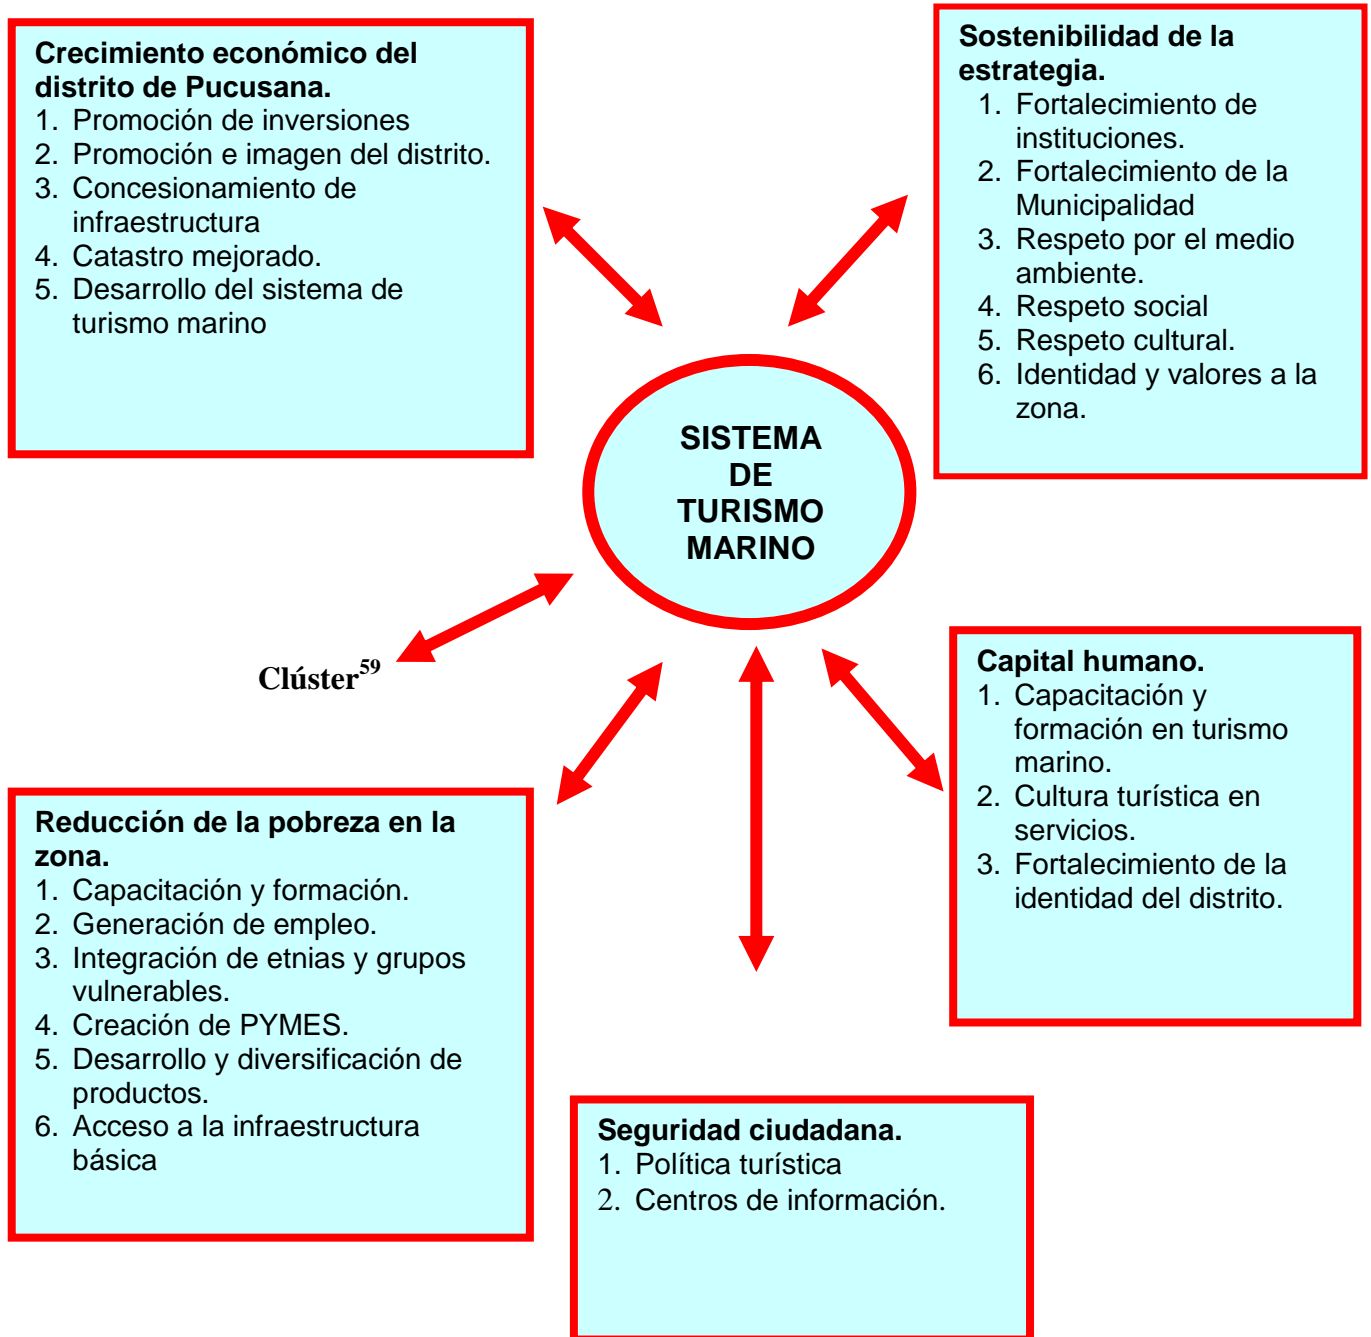 Crecimiento económico del
distrito de Pucusana.
1. Promoción de inversiones
2. Promoción e imagen del distrito.
3. Concesionamiento de
infraestructura
4. Catastro mejorado.
5. Desarrollo del sistema de
turismo marino
Sostenibilidad de la
estrategia.
1. Fortalecimiento de
instituciones.
2. Fortalecimiento de la
Municipalidad
3. Respeto por el medio
ambiente.
4. Respeto social
5. Respeto cultural.
6. Identidad y valores a la
zona.
SISTEMA
DE
TURISMO
MARINO
Clúster59
Capital humano.
1. Capacitación y
formación en turismo
marino.
2. Cultura turística en
servicios.
3. Fortalecimiento de la
identidad del distrito.
Reducción de la pobreza en la
zona.
1. Capacitación y formación.
2. Generación de empleo.
3. Integración de etnias y grupos
vulnerables.
4. Creación de PYMES.
5. Desarrollo y diversificación de
productos.
6. Acceso a la infraestructura
básica
Seguridad ciudadana.
1. Política turística
2. Centros de información.